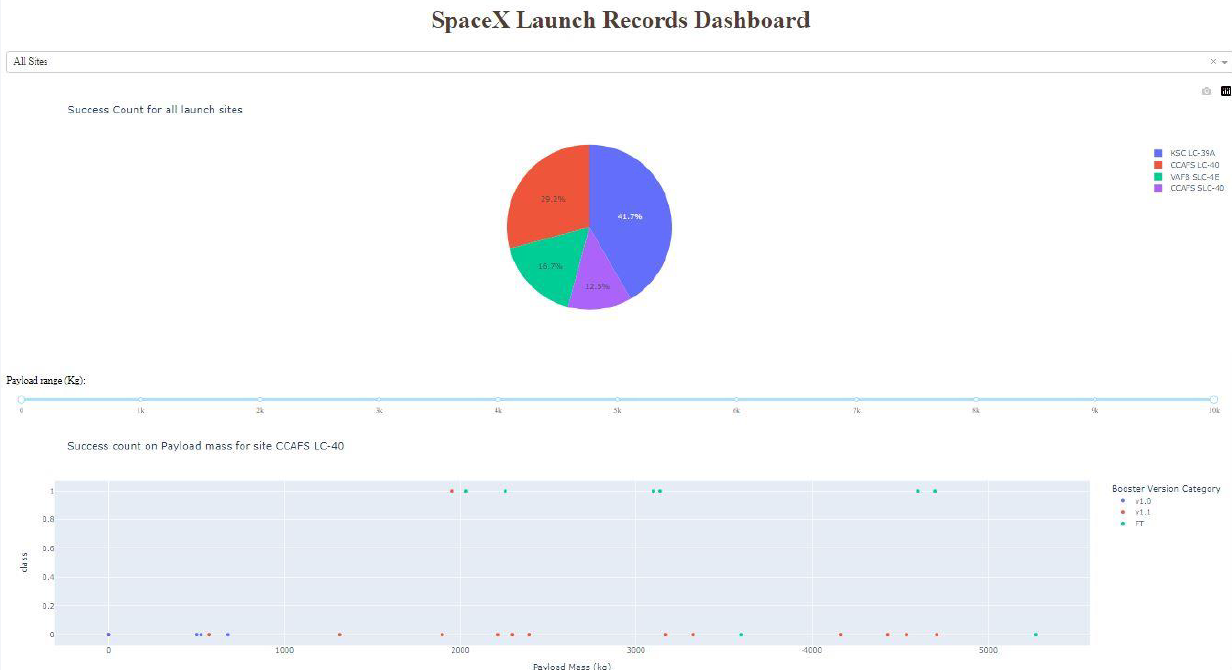 SpaceX Launch Records Dashboard
All Sites
×
Success Count for all launch sites
KSC LC-39A
CCAFS LC-40
VAFB SLC-4E
CCAFS SLC-40
29.2%
41.7%
16.7%
12.5%
Payload range (Kg):
0 1k 2k 3k 4k 5k 6k 7k 8k 9k 10k
Success count on Payload mass for site CCAFS LC-40
Booster Version Category
v1.0
v1.1
FT
1
0.8
0.6
0.4
0.2
0
class
0 1000 2000 3000 4000 5000
Payload Mass (kg)